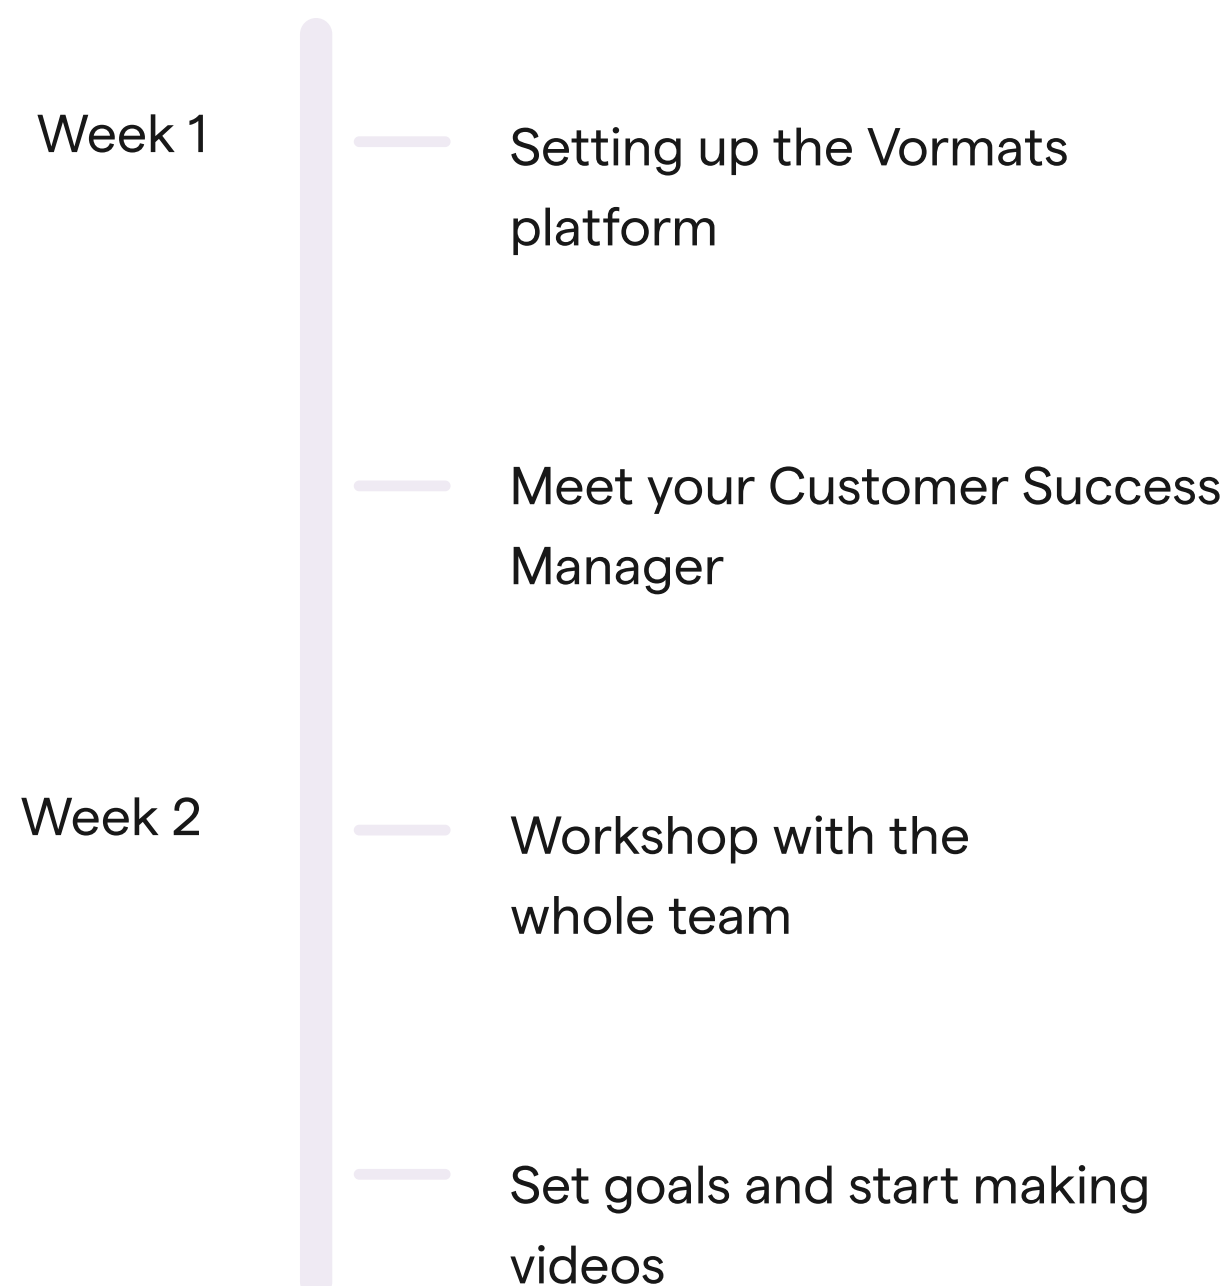 Week 1
Setting up the Vormats
platform
Meet your Customer Success
Manager
Week 2
Workshop with the
whole team
Set goals and start making
videos